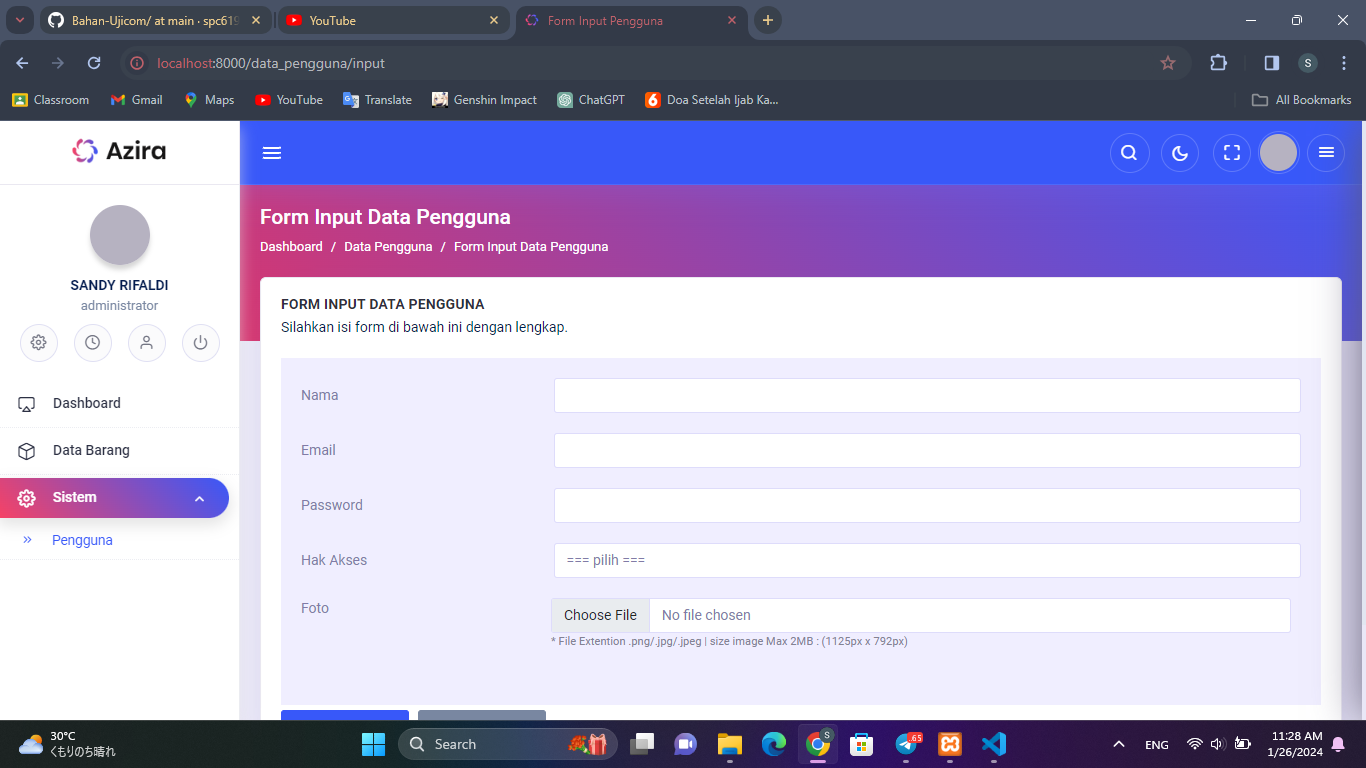 Bahan-Ujicom/ at main · spc619
YouTube
Form Input Pengguna
localhost:8000/data_pengguna/input
S
Classroom
Gmail
Maps
YouTube
Translate
Genshin Impact
ChatGPT
Doa Setelah Ijab Ka...
All Bookmarks
Azira
SANDY RIFALDI
administrator
Dashboard
Data Barang
Sistem
Pengguna
Form Input Data Pengguna
Dashboard / Data Pengguna / Form Input Data Pengguna
FORM INPUT DATA PENGGUNA
Silahkan isi form di bawah ini dengan lengkap.
Nama
Email
Password
Hak Akses
=== pilih ===
Foto
Choose File No file chosen
* File Extention .png/.jpg/.jpeg | size image Max 2MB : (1125px x 792px)
30°C
くもりのち晴れ
Search
S
65
ENG
11:28 AM
1/26/2024